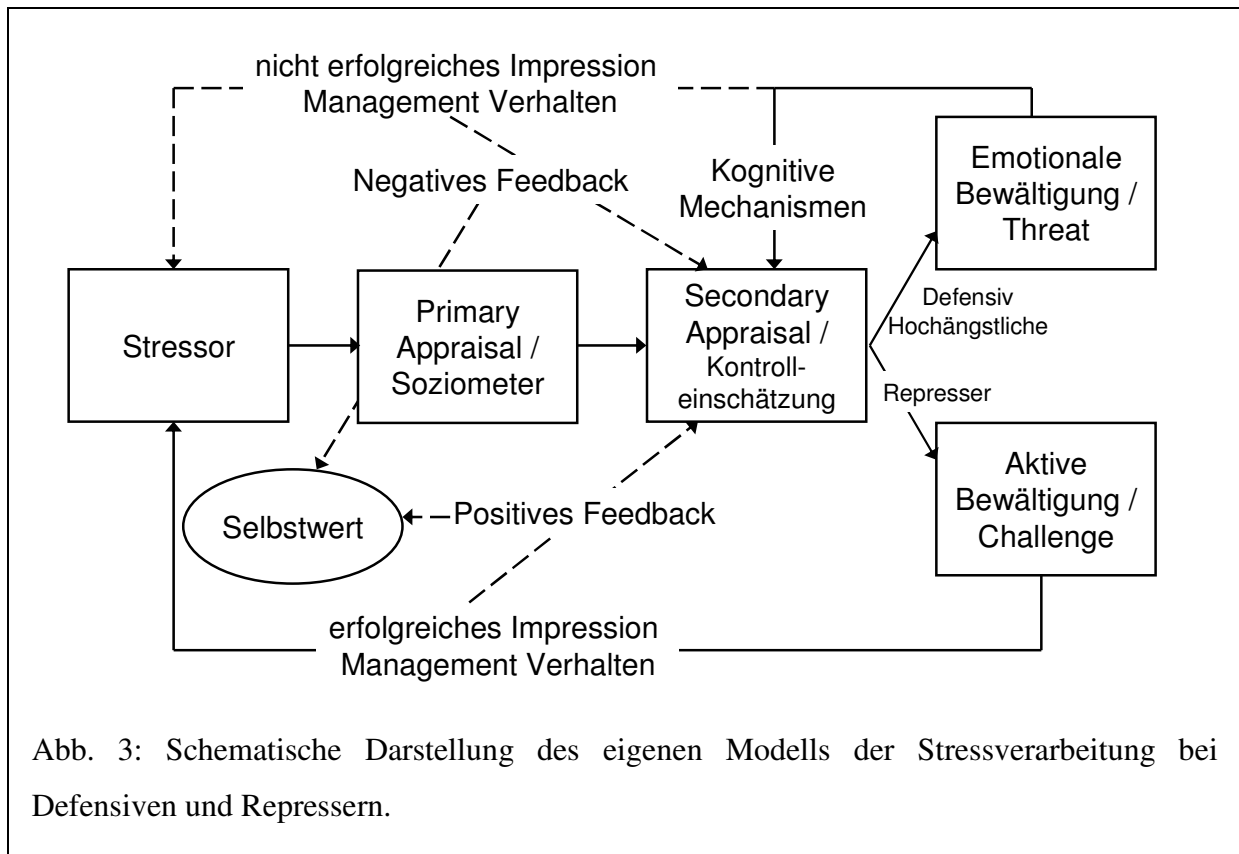 nicht erfolgreiches Impression
Management Verhalten
Negatives Feedback
Kognitive
Mechanismen
Emotionale
Bewältigung /
Threat
Stressor
Primary
Appraisal /
Soziometer
Secondary
Appraisal /
Kontroll-
einschätzung
Defensiv
Hochängstliche
Represser
Selbstwert
Positives Feedback
Aktive
Bewältigung /
Challenge
erfolgreiches Impression
Management Verhalten
Abb. 3: Schematische Darstellung des eigenen Modells der Stressverarbeitung bei
Defensiven und Repressern.